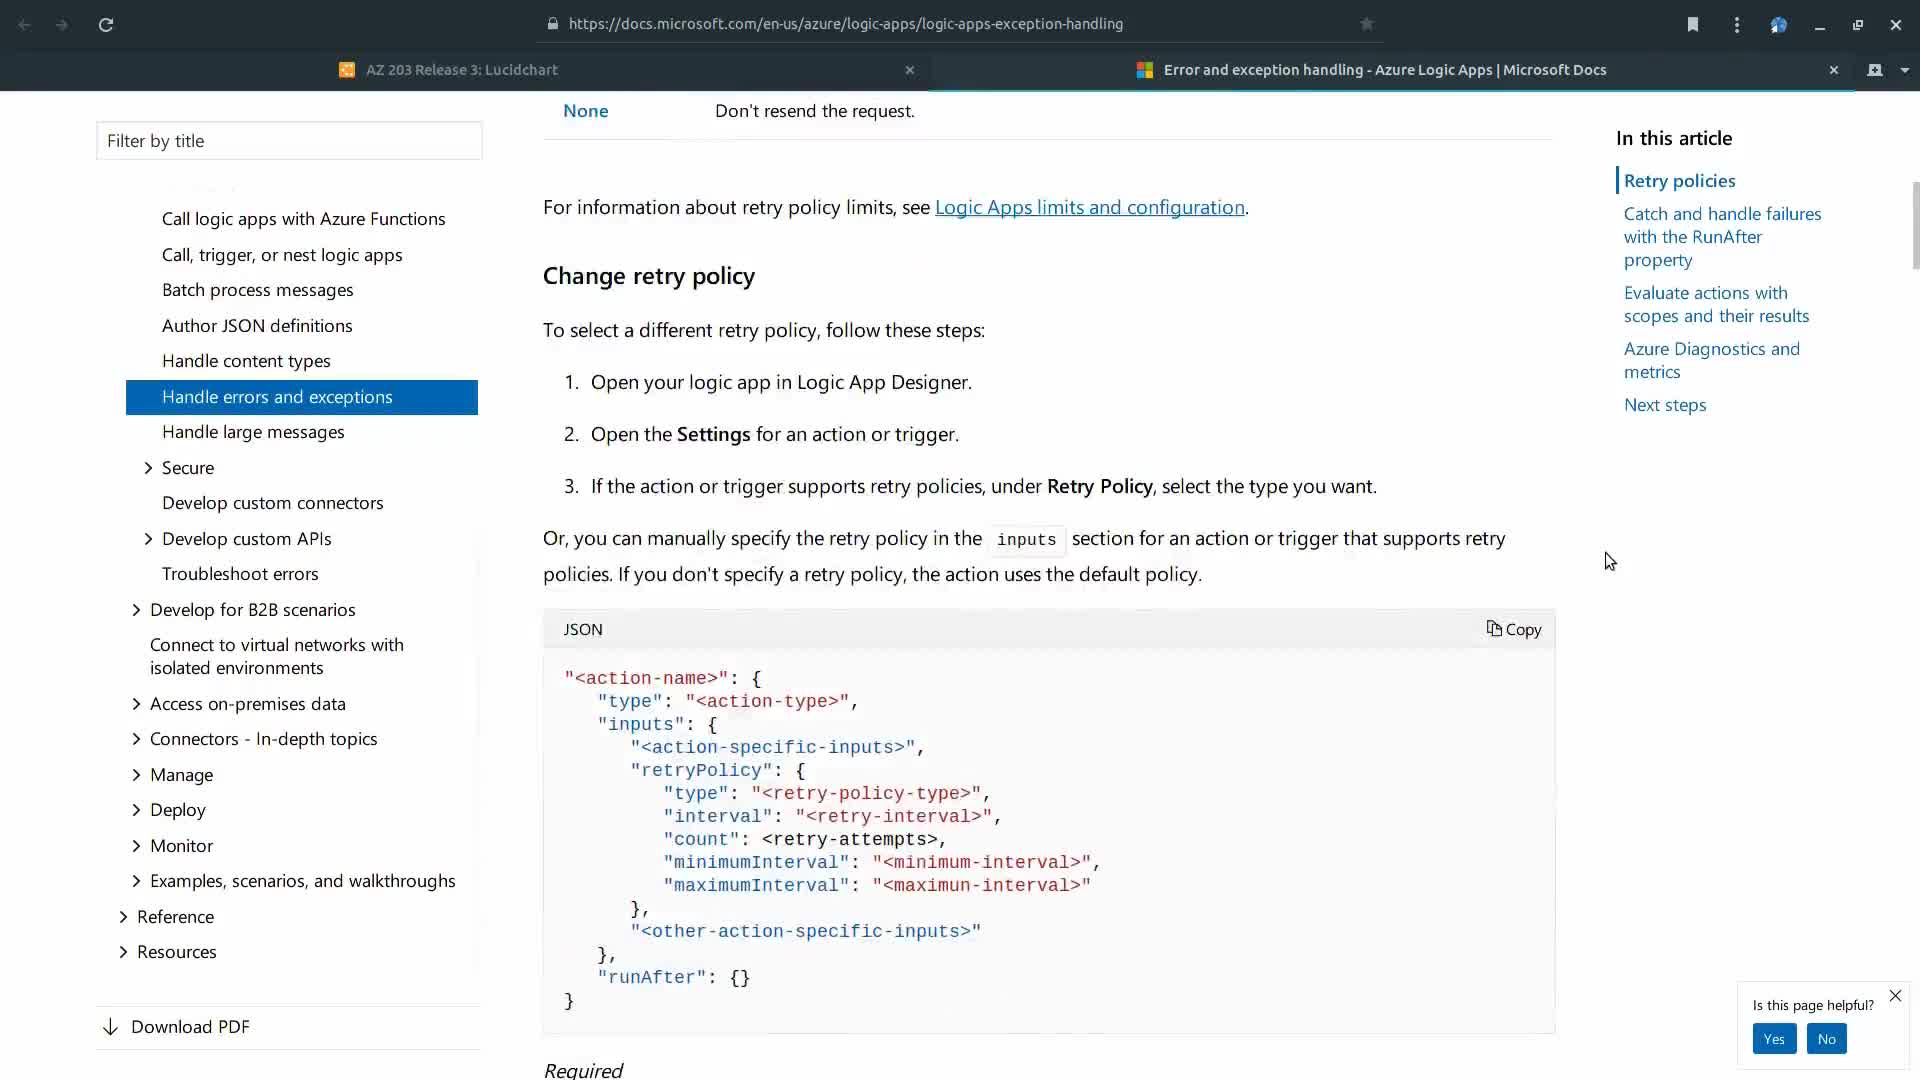 https://docs.microsoft.com/en-us/azure/logic-apps/logic-apps-exception-handling
AZ 203 Release 3: Lucidchart
Error and exception handling - Azure Logic Apps | Microsoft Docs
Filter by title
Call logic apps with Azure Functions
Call, trigger, or nest logic apps
Batch process messages
Author JSON definitions
Handle content types
Handle errors and exceptions
Handle large messages
Secure
Develop custom connectors
Develop custom APIs
Troubleshoot errors
Develop for B2B scenarios
Connect to virtual networks with
isolated environments
Access on-premises data
Connectors - In-depth topics
Manage
Deploy
Monitor
Examples, scenarios, and walkthroughs
Reference
Resources
Download PDF
None Don't resend the request.
For information about retry policy limits, see Logic Apps limits and configuration.
Change retry policy
To select a different retry policy, follow these steps:
1. Open your logic app in Logic App Designer.
2. Open the Settings for an action or trigger.
3. If the action or trigger supports retry policies, under Retry Policy, select the type you want.
Or, you can manually specify the retry policy in the inputs section for an action or trigger that supports retry
policies. If you don't specify a retry policy, the action uses the default policy.
JSON Copy
"<action-name>": {
"type": "<action-type>",
"inputs": {
"<action-specific-inputs>",
"retryPolicy": {
"type": "<retry-policy-type>",
"interval": "<retry-interval>",
"count": <retry-attempts>,
"minimumInterval": "<minimum-interval>",
"maximumInterval": "<maximun-interval>"
},
"<other-action-specific-inputs>"
},
"runAfter": {}
}
Required
In this article
Retry policies
Catch and handle failures
with the RunAfter
property
Evaluate actions with
scopes and their results
Azure Diagnostics and
metrics
Next steps
Is this page helpful?
Yes No